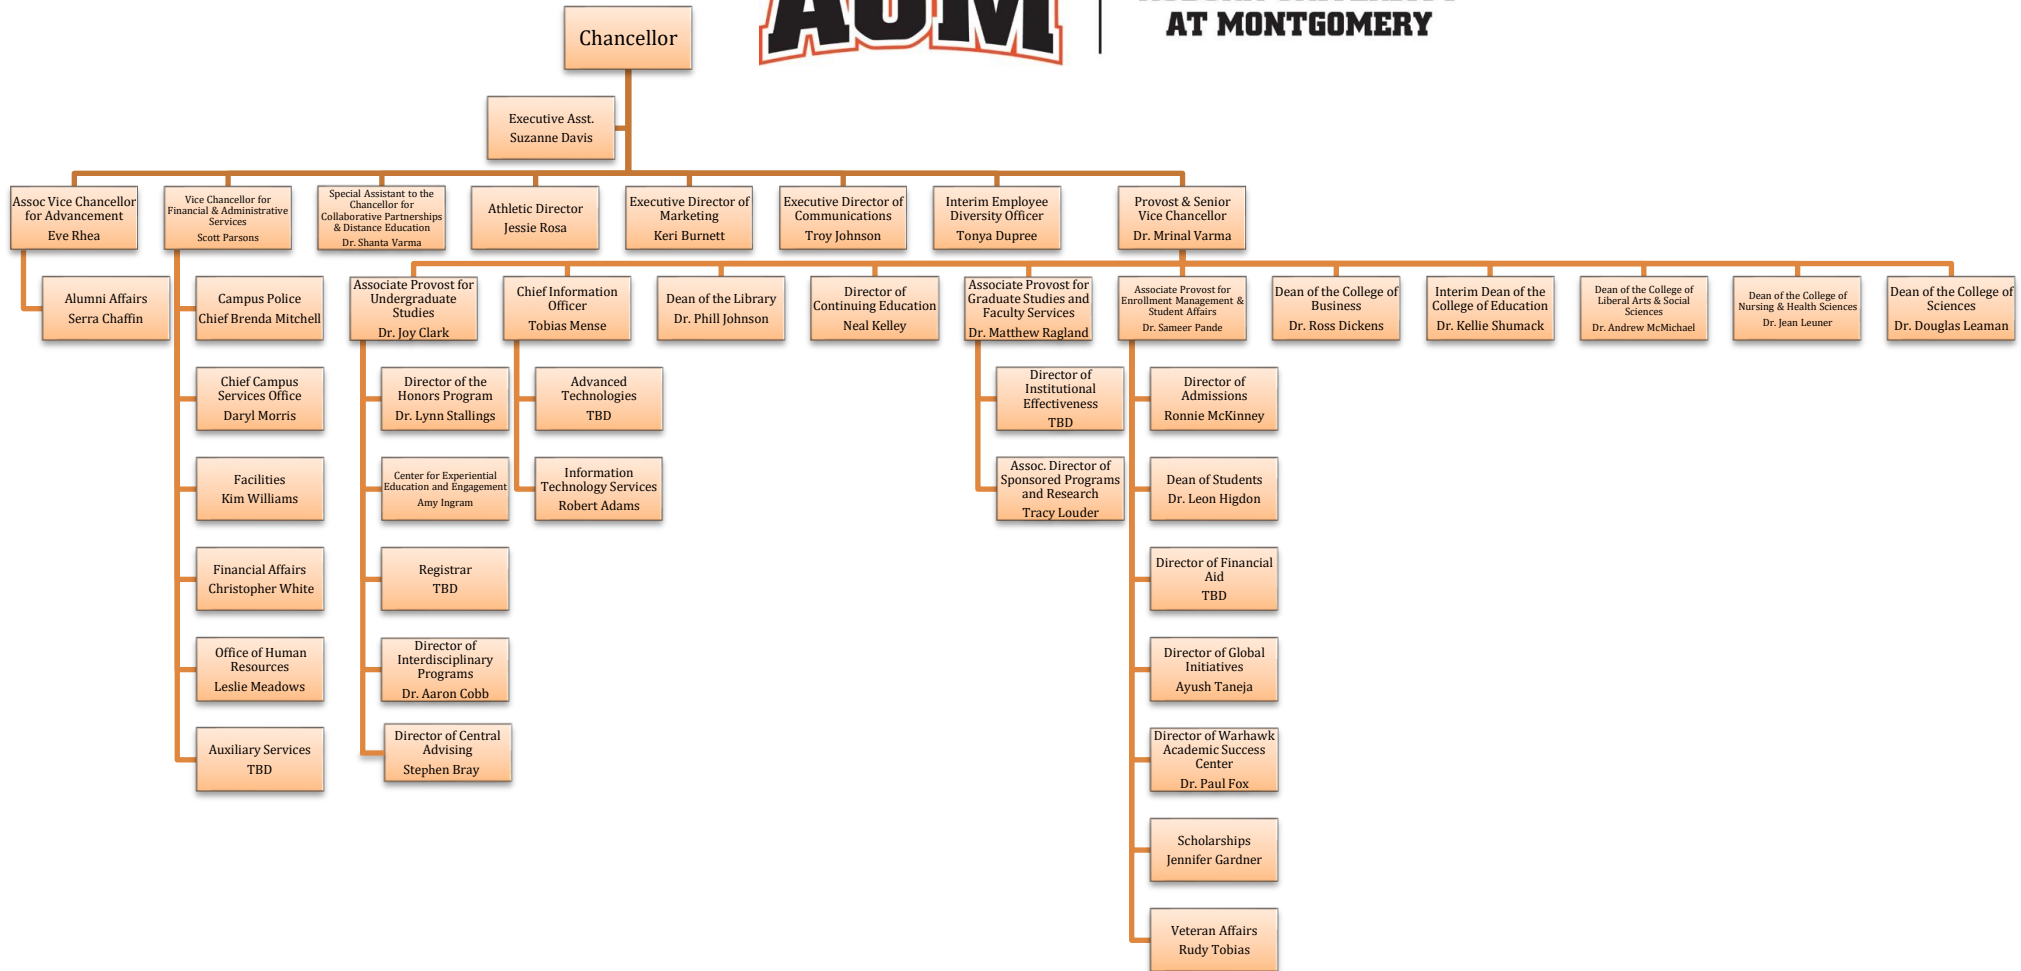 Chancellor
AUM
AT MONTGOMERY
Executive Asst.
Suzanne Davis
Assoc Vice Chancellor
for Advancement
Eve Rhea
Vice Chancellor for
Financial & Administrative
Services
Scott Parsons
Special Assistant to the
Chancellor for
Collaborative Partnerships
& Distance Education
Dr. Shanta Varma
Athletic Director
Jessie Rosa
Executive Director of
Marketing
Keri Burnett
Executive Director of
Communications
Troy Johnson
Interim Employee
Diversity Officer
Tonya Dupree
Provost & Senior
Vice Chancellor
Dr. Mrinal Varma
Alumni Affairs
Serra Chaffin
Campus Police
Chief Brenda Mitchell
Associate Provost for
Undergraduate
Studies
Dr. Joy Clark
Chief Information
Officer
Tobias Mense
Dean of the Library
Dr. Phill Johnson
Director of
Continuing Education
Neal Kelley
Associate Provost for
Graduate Studies and
Faculty Services
Dr. Matthew Ragland
Associate Provost for
Enrollment Management &
Student Affairs
Dr. Sameer Pande
Dean of the College of
Business
Dr. Ross Dickens
Interim Dean of the
College of Education
Dr. Kellie Shumack
Dean of the College of
Liberal Arts & Social
Sciences
Dr. Andrew McMichael
Dean of the College of
Nursing & Health Sciences
Dr. Jean Leuner
Dean of the College of
Sciences
Dr. Douglas Leaman
Chief Campus
Services Office
Daryl Morris
Director of the
Honors Program
Dr. Lynn Stallings
Advanced
Technologies
TBD
Director of
Institutional
Effectiveness
TBD
Director of
Admissions
Ronnie McKinney
Facilities
Kim Williams
Center for Experiential
Education and Engagement
Amy Ingram
Information
Technology Services
Robert Adams
Assoc. Director of
Sponsored Programs
and Research
Tracy Louder
Dean of Students
Dr. Leon Higdon
Financial Affairs
Christopher White
Registrar
TBD
Director of Financial
Aid
TBD
Office of Human
Resources
Leslie Meadows
Director of
Interdisciplinary
Programs
Dr. Aaron Cobb
Director of Global
Initiatives
Ayush Taneja
Auxiliary Services
TBD
Director of Central
Advising
Stephen Bray
Director of Warhawk
Academic Success
Center
Dr. Paul Fox
Scholarships
Jennifer Gardner
Veteran Affairs
Rudy Tobias